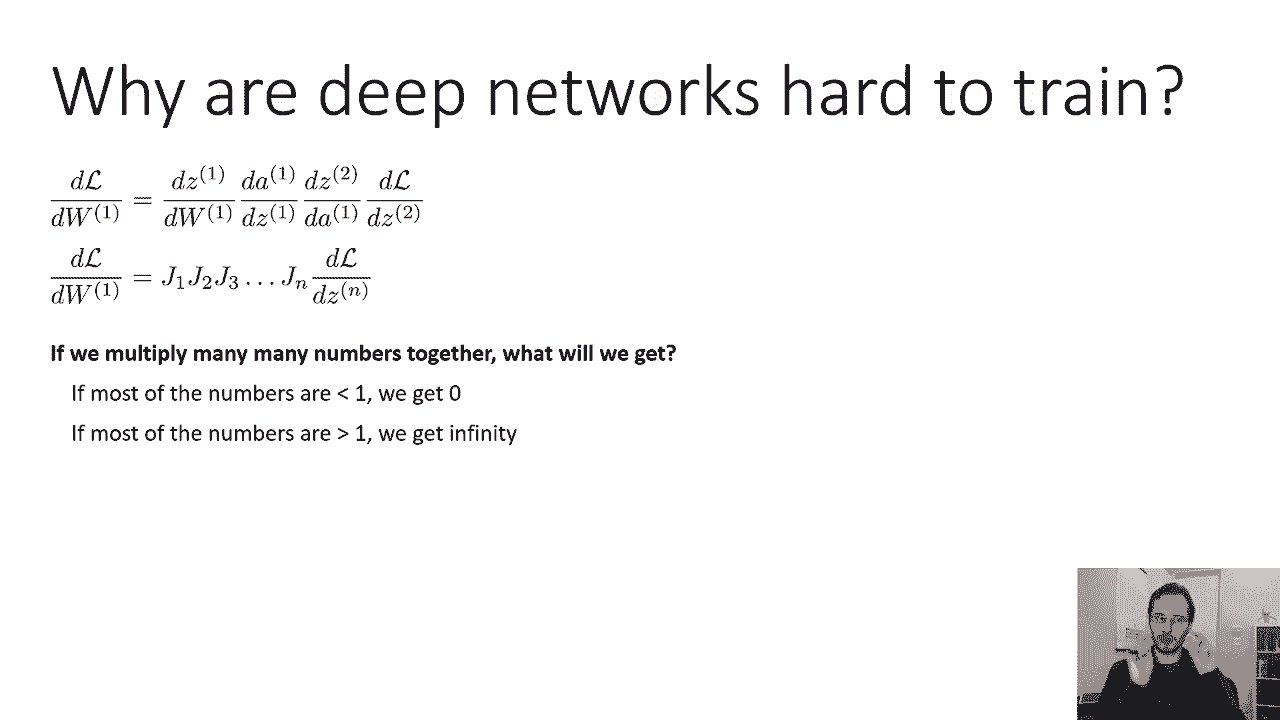 Why are deep networks hard to train?
\frac{d\mathcal{L}}{dW^{(1)}} = \frac{dz^{(1)}}{dW^{(1)}} \frac{da^{(1)}}{dz^{(1)}} \frac{dz^{(2)}}{da^{(1)}} \frac{d\mathcal{L}}{dz^{(2)}}
\frac{d\mathcal{L}}{dW^{(1)}} = J_1 J_2 J_3 \ldots J_n \frac{d\mathcal{L}}{dz^{(n)}}
If we multiply many many numbers together, what will we get?
If most of the numbers are < 1, we get 0
If most of the numbers are > 1, we get infinity